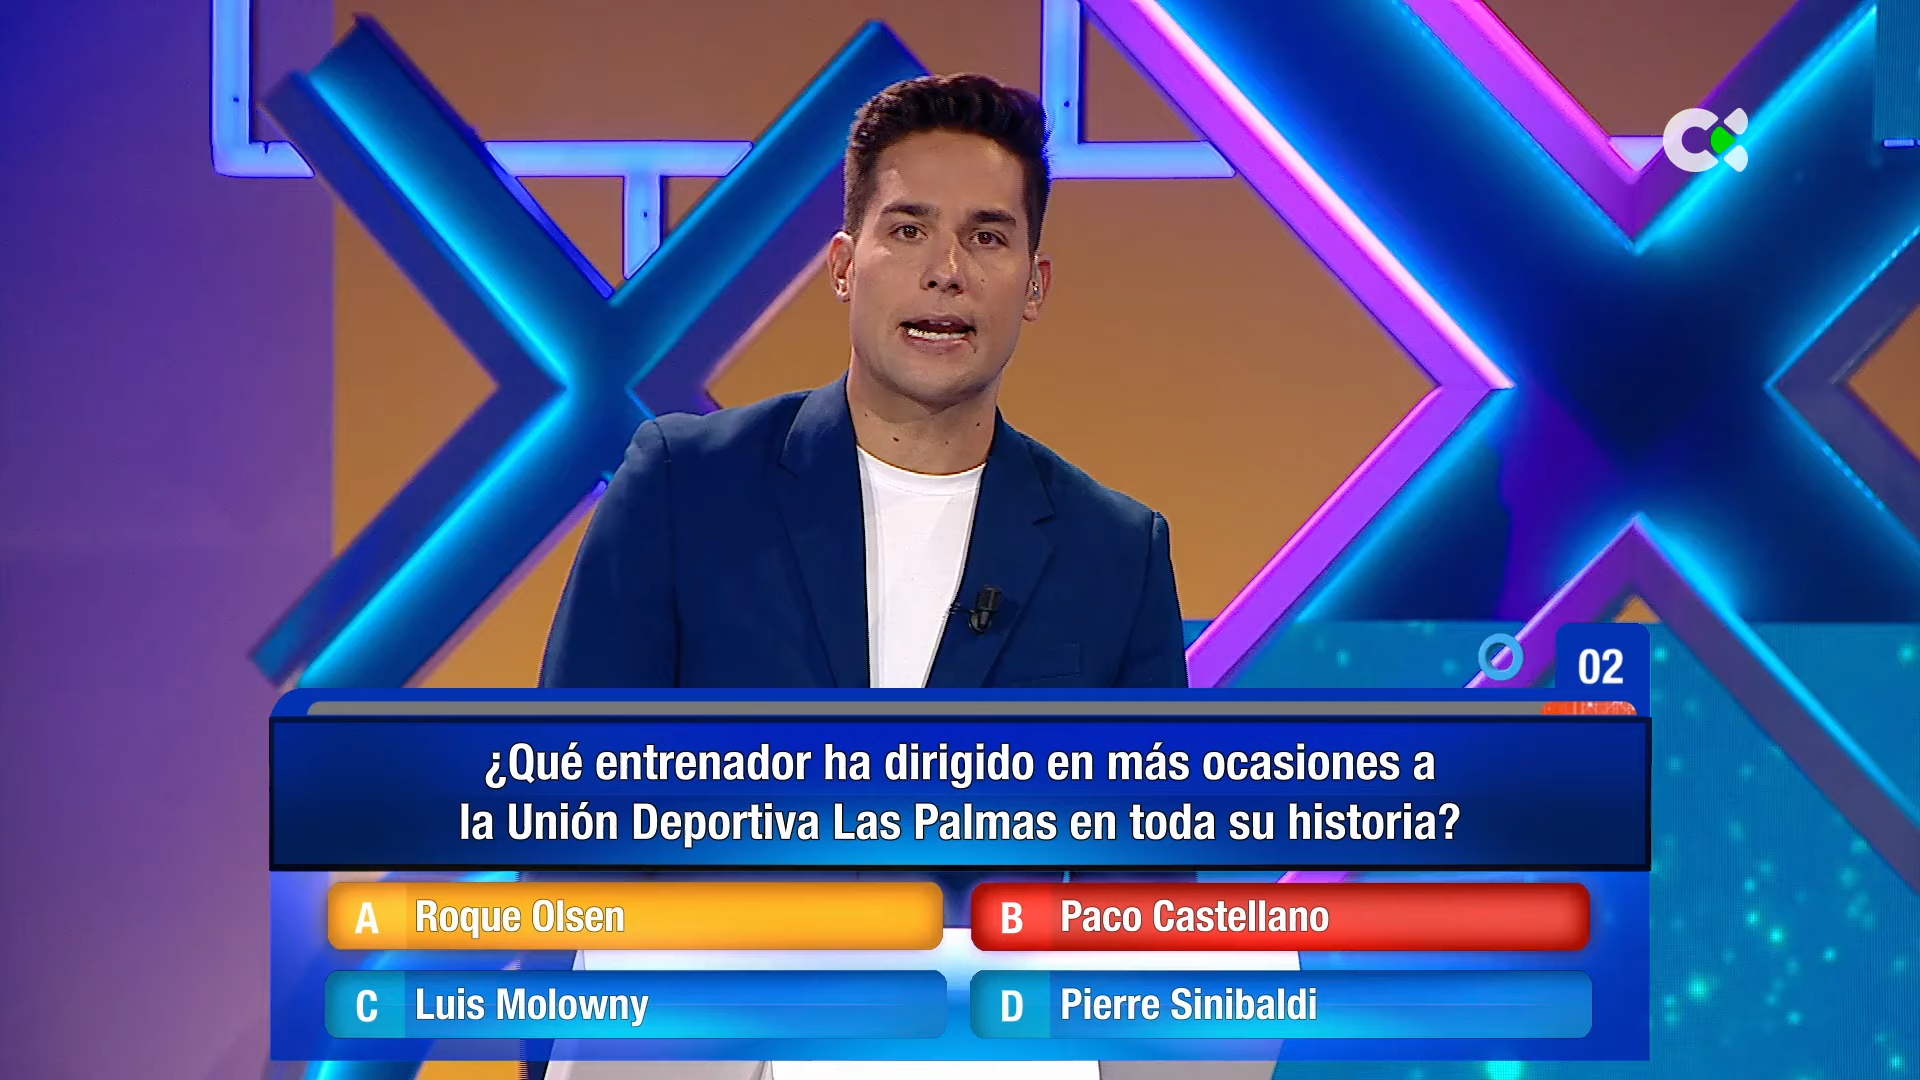 02
¿Qué entrenador ha dirigido en más ocasiones a
la Unión Deportiva Las Palmas en toda su historia?
A Roque Olsen
B Paco Castellano
C Luis Molowny
D Pierre Sinibaldi